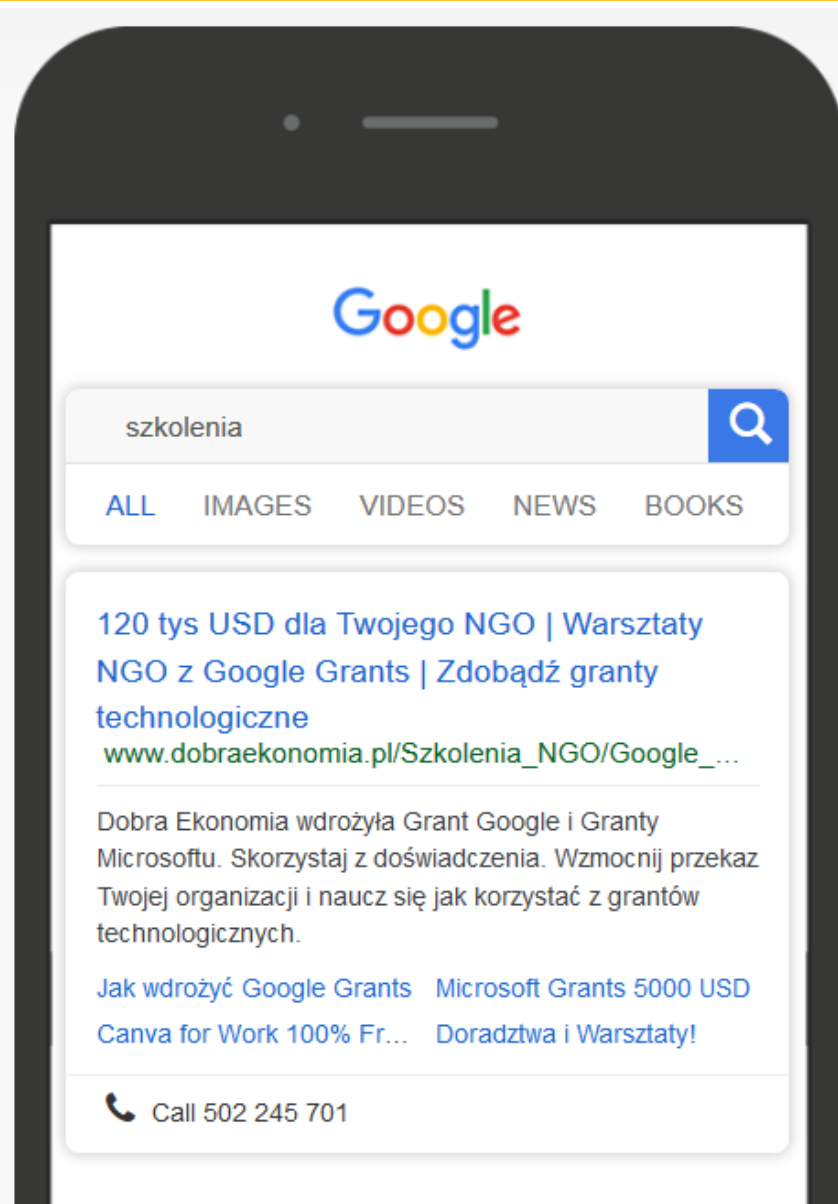 Google
szkolenia
ALL IMAGES VIDEOS NEWS BOOKS
120 tys USD dla Twojego NGO | Warsztaty
NGO z Google Grants | Zdobądź granty
technologiczne
www.dobraekonomia.pl/Szkolenia_NGO/Google_...
Dobra Ekonomia wdrożyła Grant Google i Granty
Microsoftu. Skorzystaj z doświadczenia. Wzmocnij przekaz
Twojej organizacji i naucz się jak korzystać z grantów
technologicznych.
Jak wdrożyć Google Grants Microsoft Grants 5000 USD
Canva for Work 100% Fr... Doradztwa i Warsztaty!
Call 502 245 701